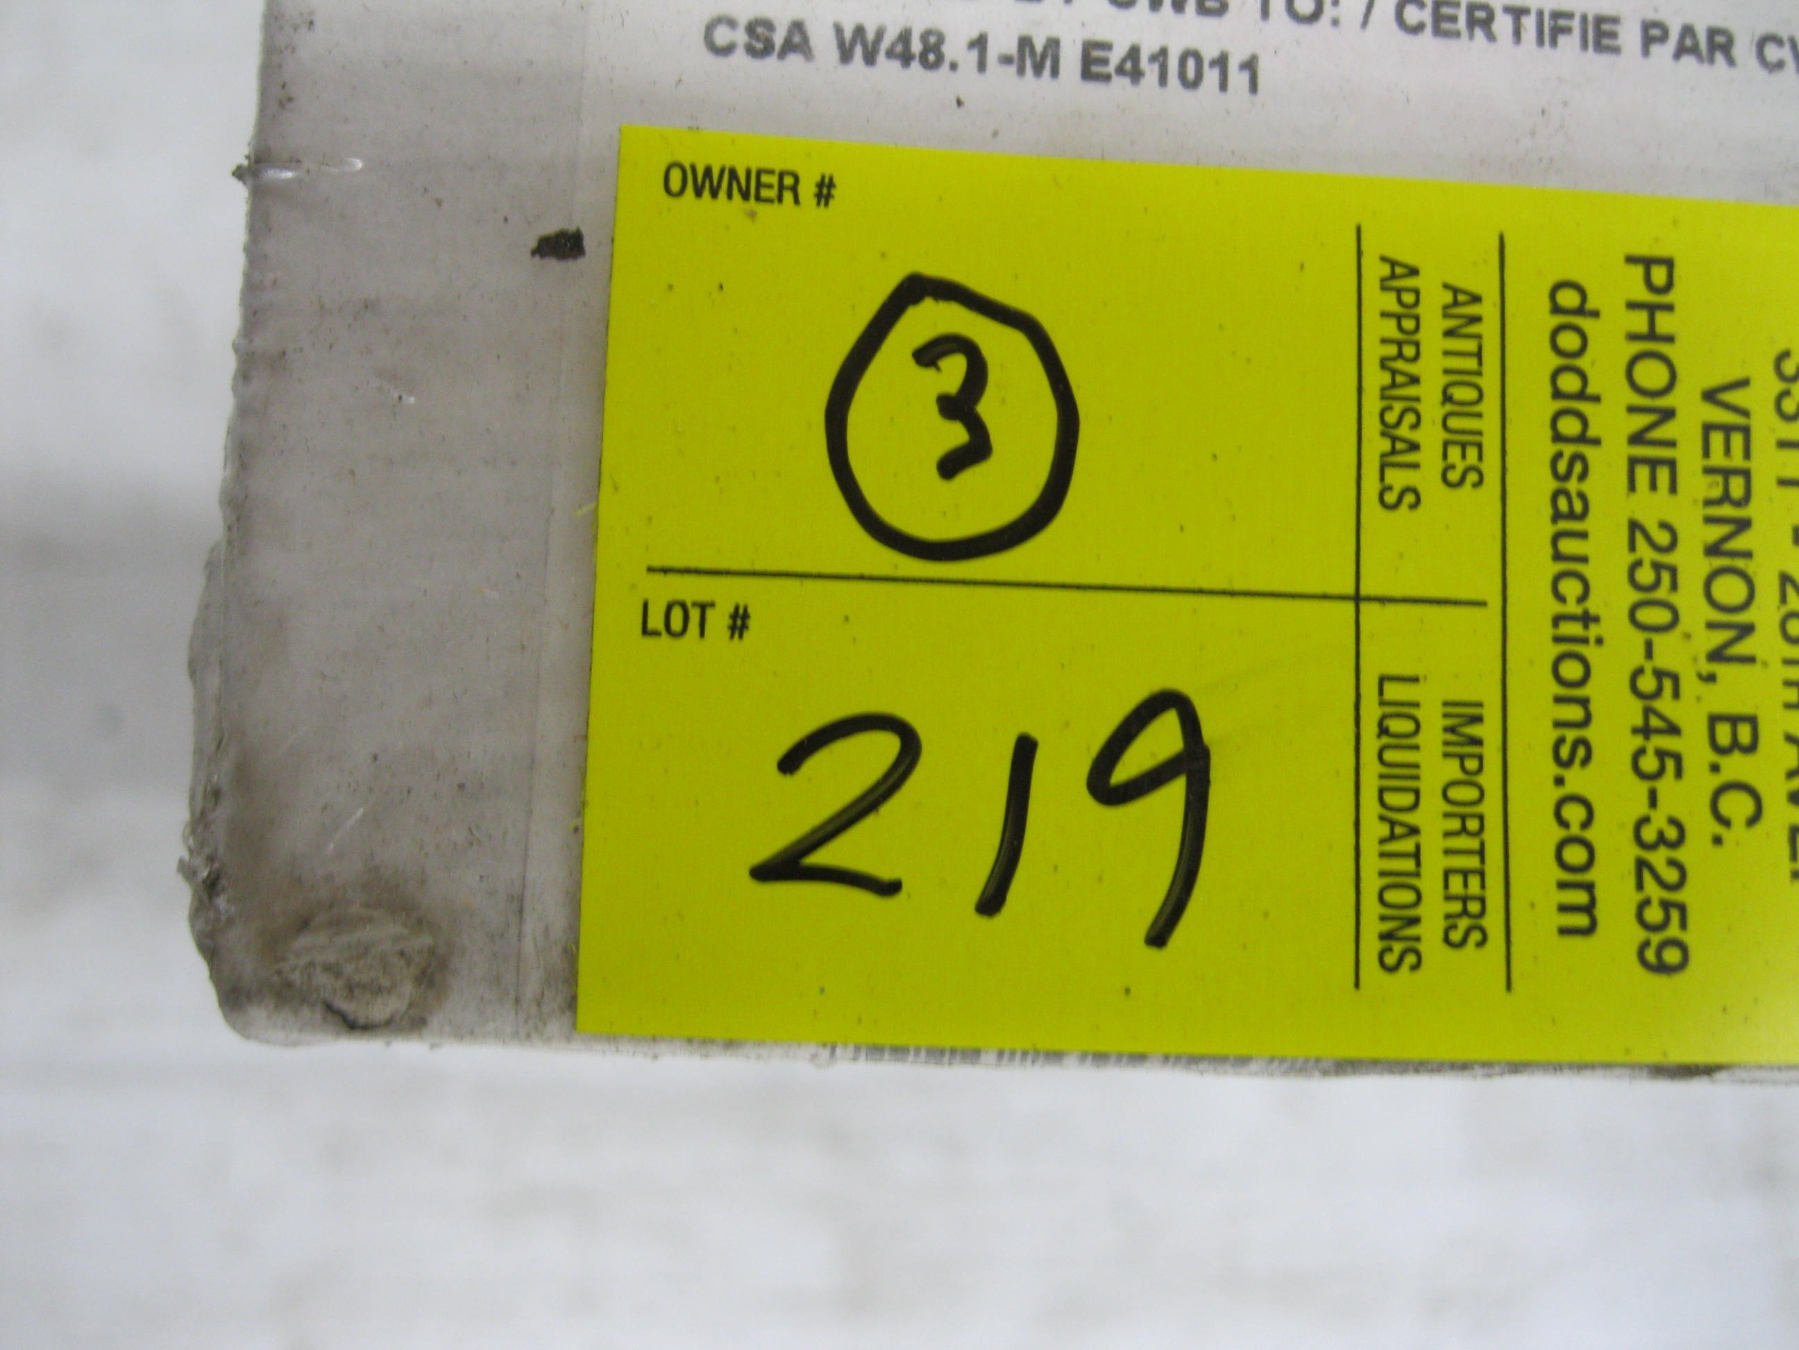 TO: / CERTIFIE PAR
CSA W48.1-M E41011
OWNER #
3
LOT #
219
ANTIQUES
APPRAISALS
IMPORTERS
LIQUIDATIONS
VERNON, B.C.
PHONE 250-545-3259
doddsauctions.com